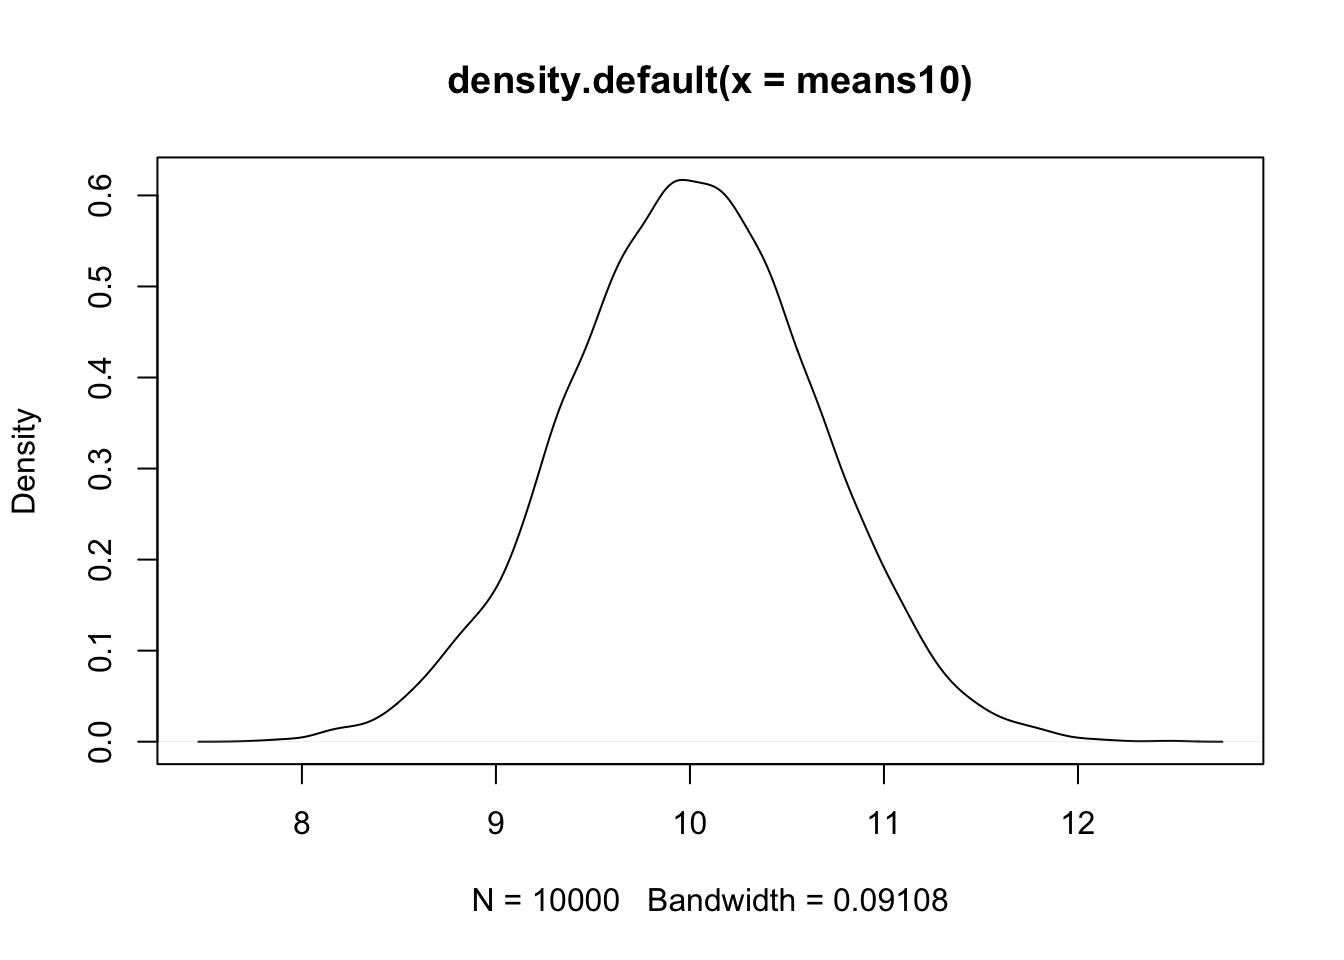 density.default(x = means10)
Density
0.6
0.5
0.4
0.3
0.2
0.1
0.0
8 9 10 11 12
N = 10000 Bandwidth = 0.09108